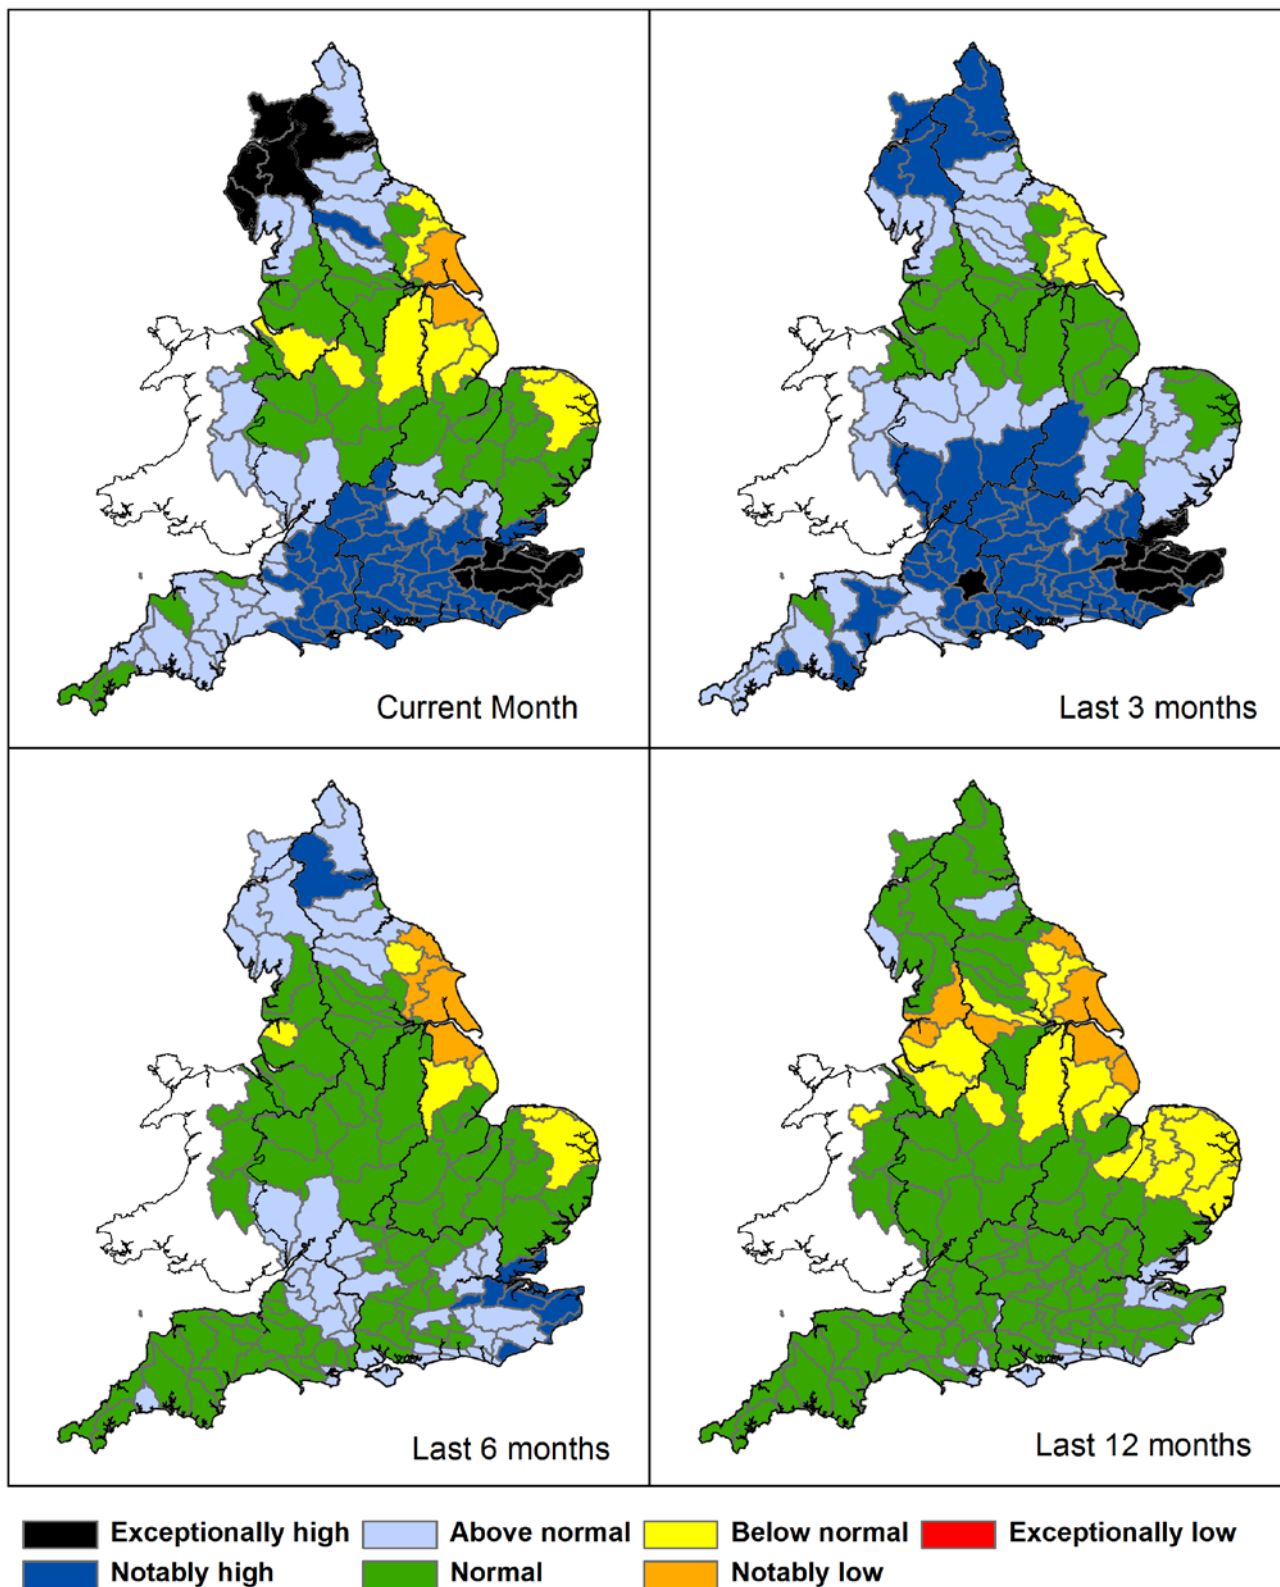 Current Month
Last 3 months
Last 6 months
Last 12 months
Exceptionally high Above normal Below normal Exceptionally low
Notably high Normal Notably low